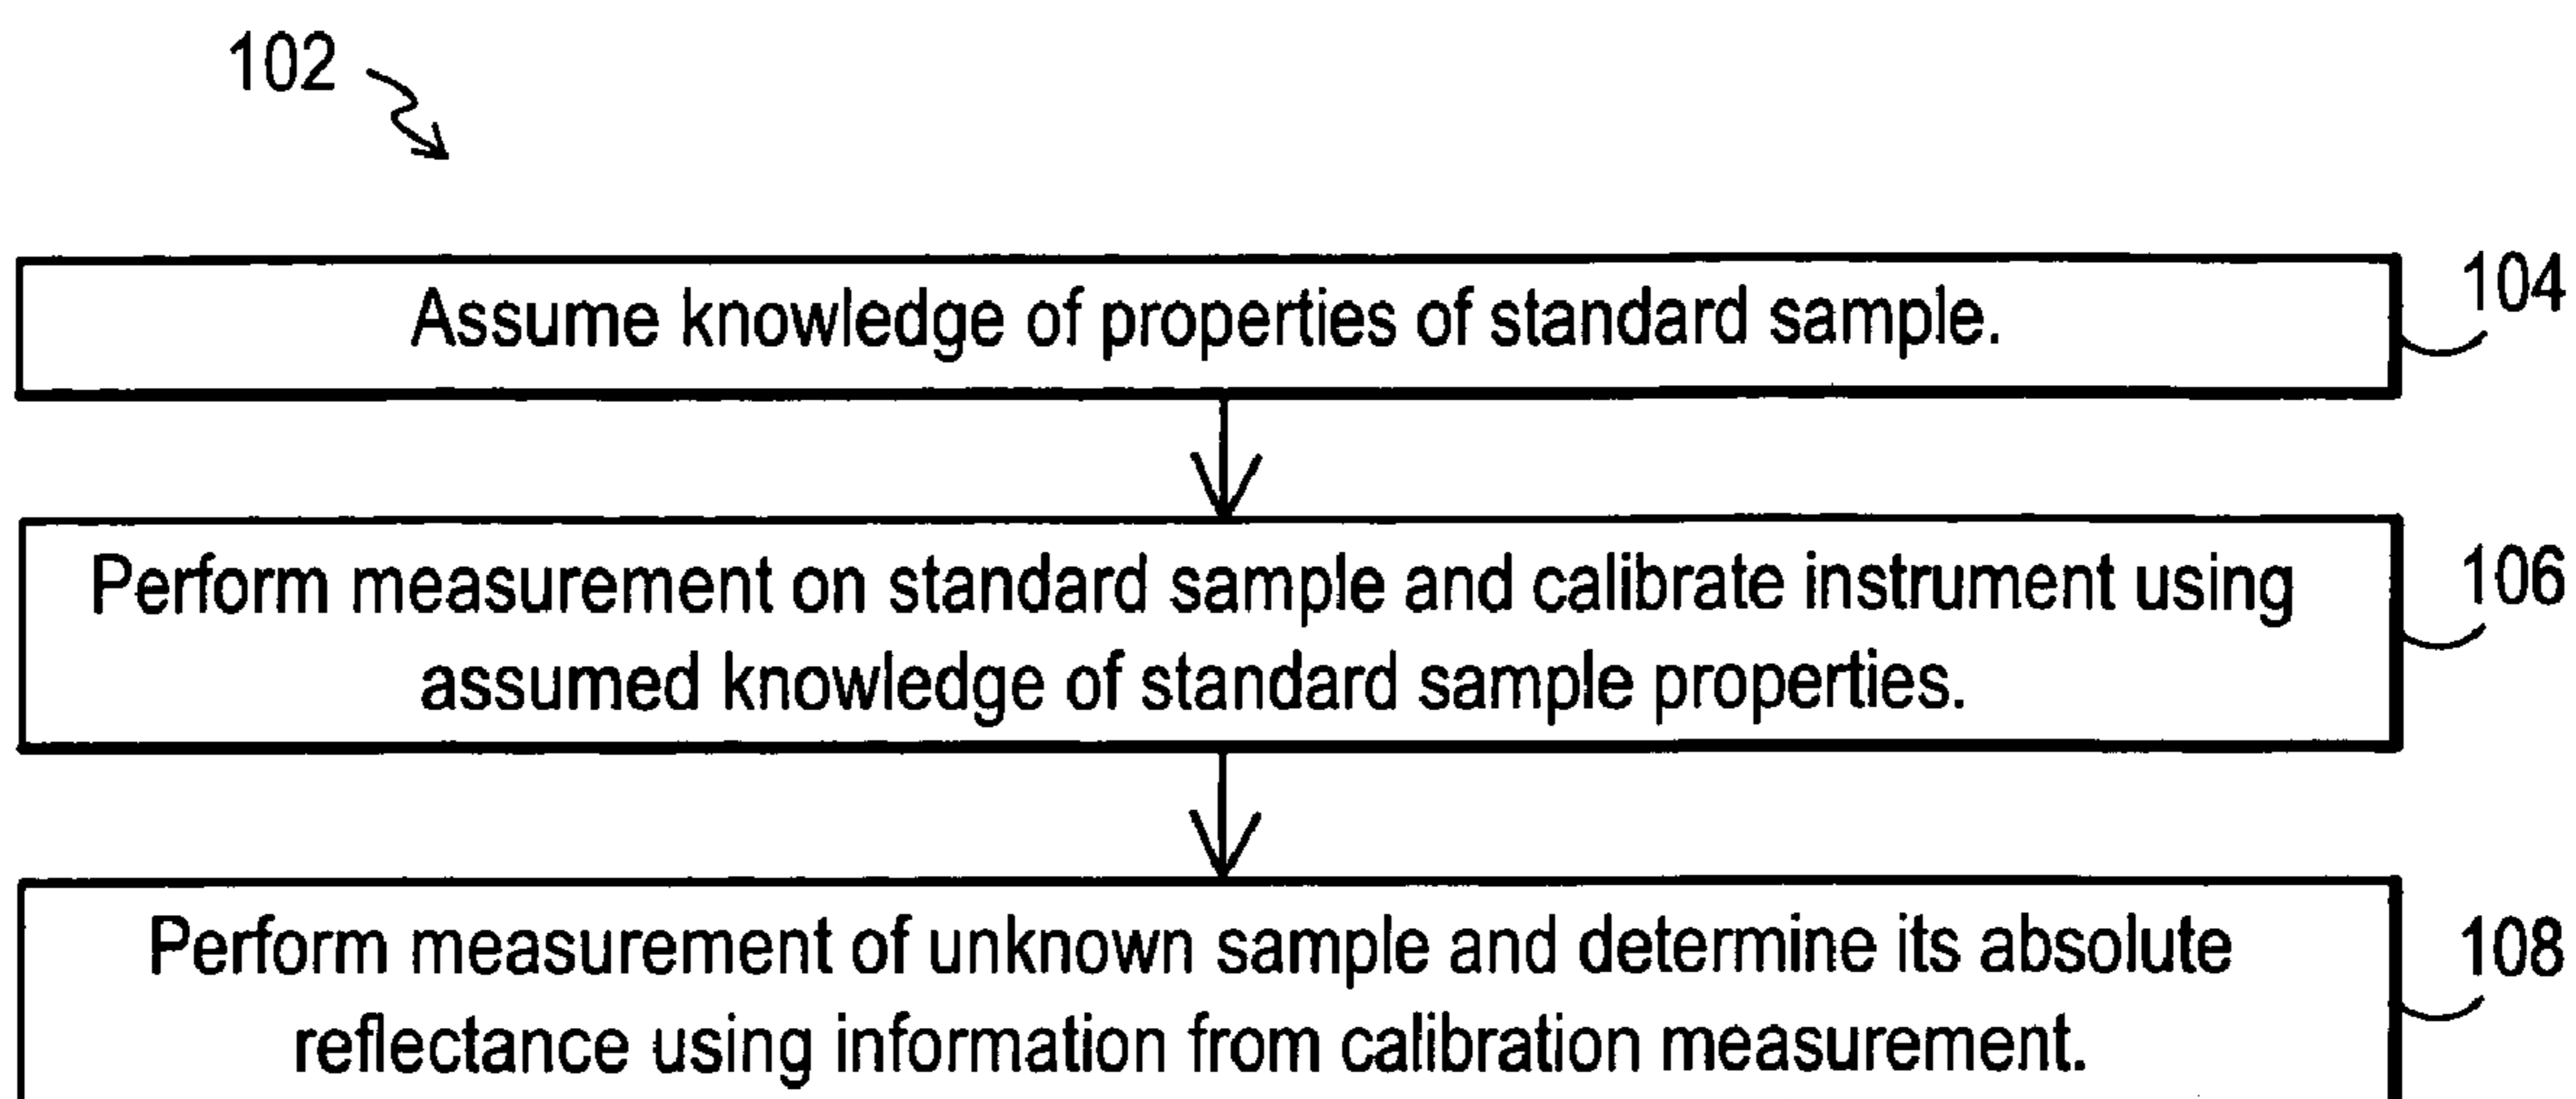 102
Assume knowledge of properties of standard sample.
104
Perform measurement on standard sample and calibrate instrument using
assumed knowledge of standard sample properties.
106
Perform measurement of unknown sample and determine its absolute
reflectance using information from calibration measurement.
108